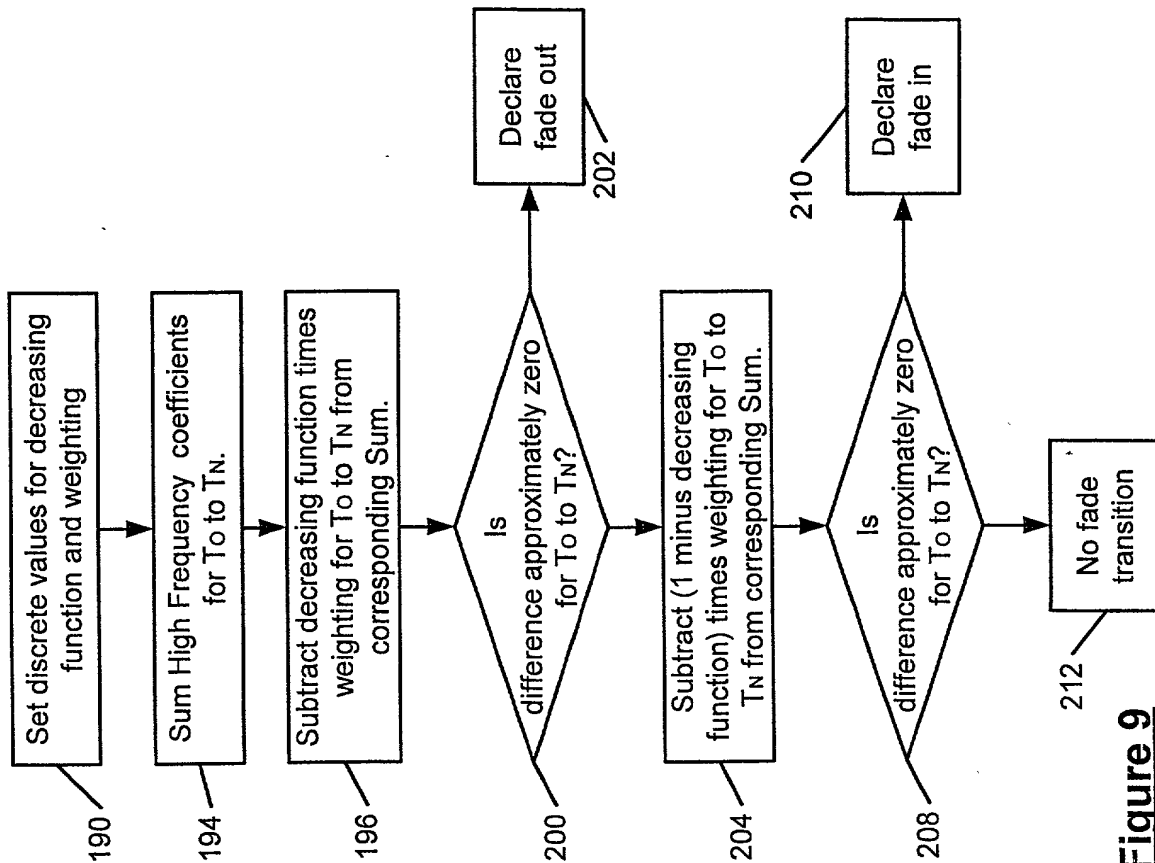 190
Set discrete values for decreasing
function and weighting
194
Sum High Frequency coefficients
for To to TN.
196
Subtract decreasing function times
weighting for To to TN from
corresponding Sum.
200
Is
difference approximately zero
for To to TN?
Declare
fade out
202
204
Subtract (1 minus decreasing
function) times weighting for To to
TN from corresponding Sum.
208
Is
difference approximately zero
for To to TN?
210
Declare
fade in
212
No fade
transition
Figure 9